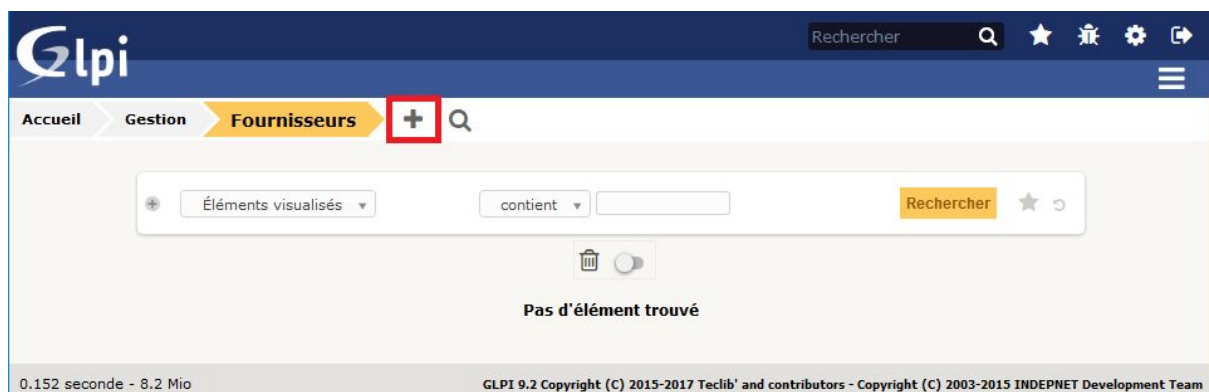 Glpi
Rechercher
Accueil Gestion Fournisseurs
Éléments visualisés contient Rechercher
Pas d'élément trouvé
0.152 seconde - 8.2 Mio GLPI 9.2 Copyright (C) 2015-2017 Teclib' and contributors - Copyright (C) 2003-2015 INDEPNET Development Team